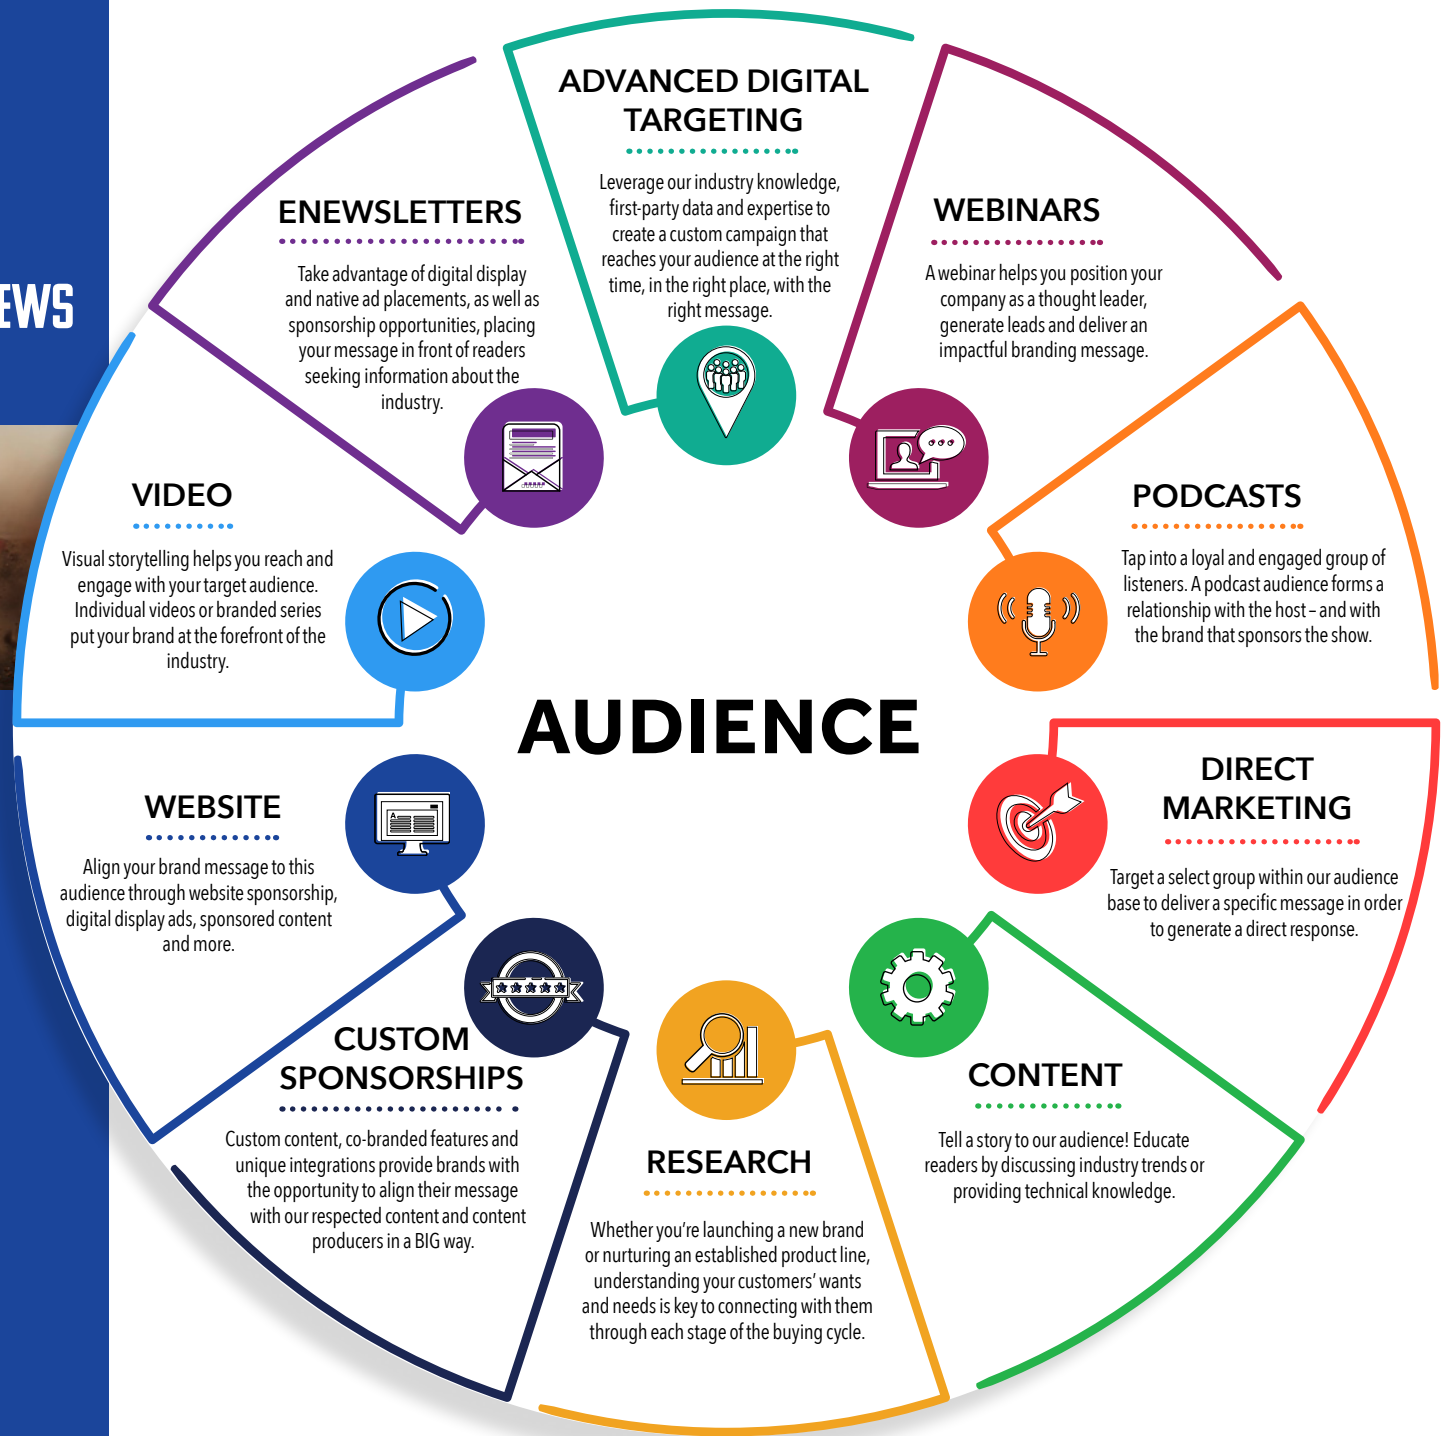 ADVANCED DIGITAL
TARGETING
Leverage our industry knowledge,
first-party data and expertise to
create a custom campaign that
reaches your audience at the right
time, in the right place, with the
right message.
WEBINARS
A webinar helps you position your
company as a thought leader,
generate leads and deliver an
impactful branding message.
PODCASTS
Tap into a loyal and engaged group of
listeners. A podcast audience forms a
relationship with the host – and with
the brand that sponsors the show.
DIRECT
MARKETING
Target a select group within our audience
base to deliver a specific message in order
to generate a direct response.
CONTENT
Tell a story to our audience! Educate
readers by discussing industry trends or
providing technical knowledge.
RESEARCH
Whether you’re launching a new brand
or nurturing an established product line,
understanding your customers’ wants
and needs is key to connecting with them
through each stage of the buying cycle.
CUSTOM
SPONSORSHIPS
Custom content, co-branded features and
unique integrations provide brands with
the opportunity to align their message
with our respected content and content
producers in a BIG way.
WEBSITE
A
Align your brand message to this
audience through website sponsorship,
digital display ads, sponsored content
and more.
VIDEO
Visual storytelling helps you reach and
engage with your target audience.
Individual videos or branded series
put your brand at the forefront of the
industry.
ENEWSLETTERS
Take advantage of digital display
and native ad placements, as well as
sponsorship opportunities, placing
your message in front of readers
seeking information about the
industry.
AUDIENCE
EWS